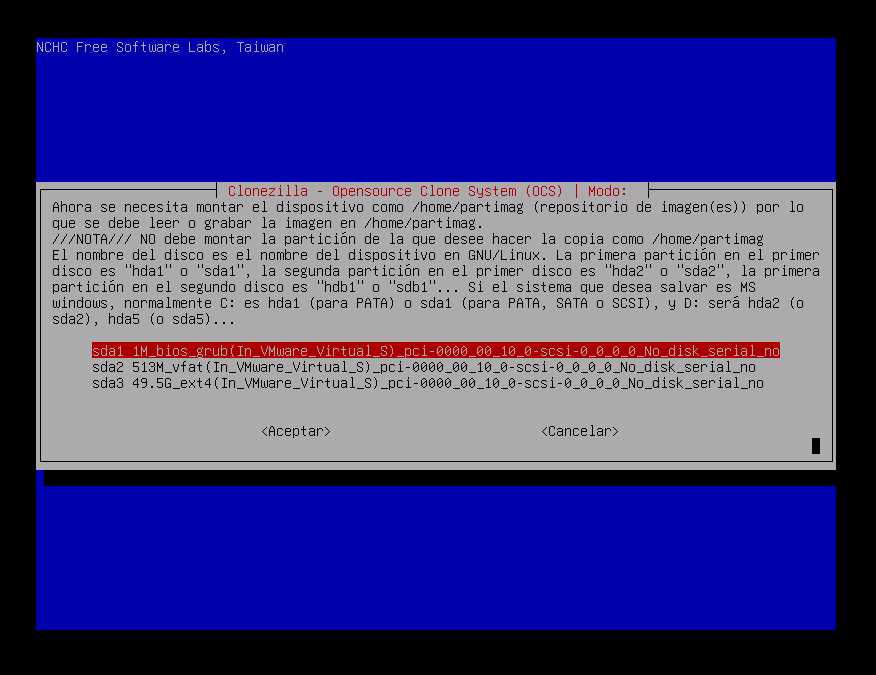 NCHC Free Software Labs, Taiwan
Clonezilla - Opensource Clone System (OCS) | Modo:
Ahora se necesita montar el dispositivo como /home/partimag (repositorio de imagen(es)) por lo
que se debe leer o grabar la imagen en /home/partimag.
///NOTA/// NO debe montar la partición de la que desee hacer la copia como /home/partimag
El nombre del disco es el nombre del dispositivo en GNU/Linux. La primera partición en el primer
disco es "hda1" o "sda1", la segunda partición en el primer disco es "hda2" o "sda2", la primera
partición en el segundo disco es "hdb1" o "sdb1"... Si el sistema que desea salvar es MS
windows, normalmente C: es hda1 (para PATA) o sda1 (para PATA, SATA o SCSI), y D: será hda2 (o
sda2), hda5 (o sda5)...
sda1 1M_bios_grub(In_VMware_Virtual_S)_pci-0000_00_10_0-scsi-0_0_0_0_No_disk_serial_no
sda2 513M_vfat(In_VMware_Virtual_S)_pci-0000_00_10_0-scsi-0_0_0_0_No_disk_serial_no
sda3 49.5G_ext4(In_VMware_Virtual_S)_pci-0000_00_10_0-scsi-0_0_0_0_No_disk_serial_no
<Aceptar> <Cancelar>